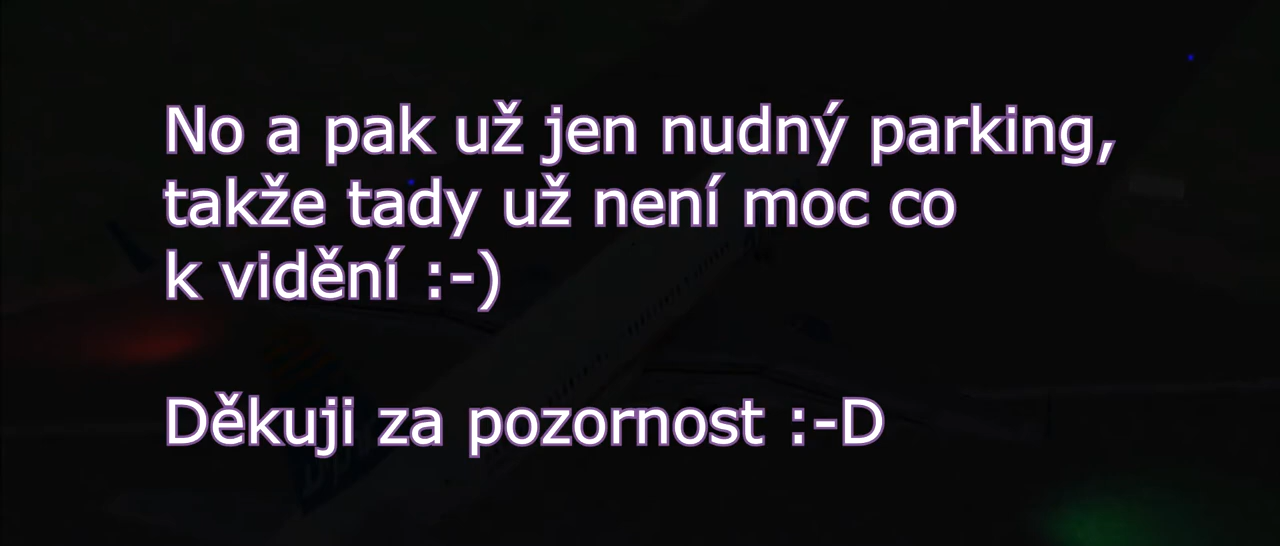 No a pak už jen nudný parking,
takže tady už není moc co
k vidění :-)
Děkuji za pozornost :-D